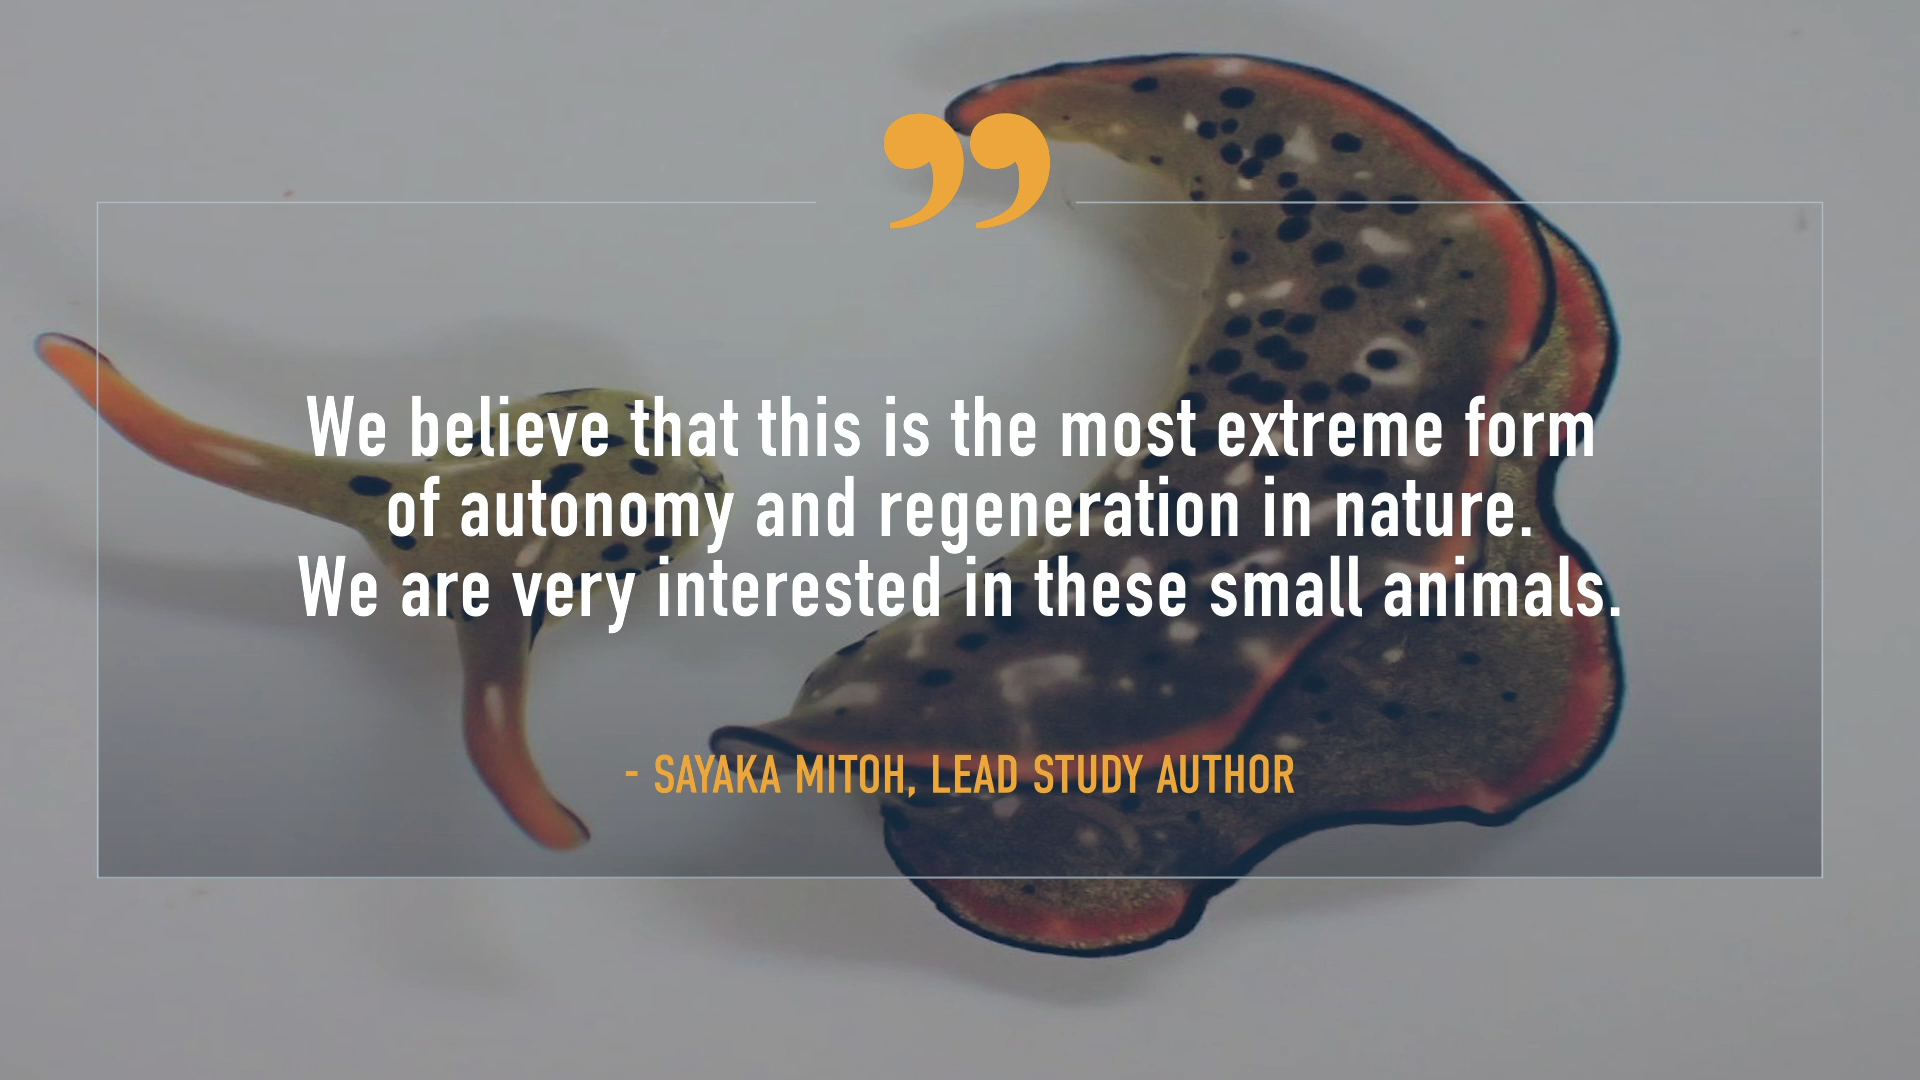 ”
We believe that this is the most extreme form
of autonomy and regeneration in nature.
We are very interested in these small animals.
- SAYAKA MITOH, LEAD STUDY AUTHOR